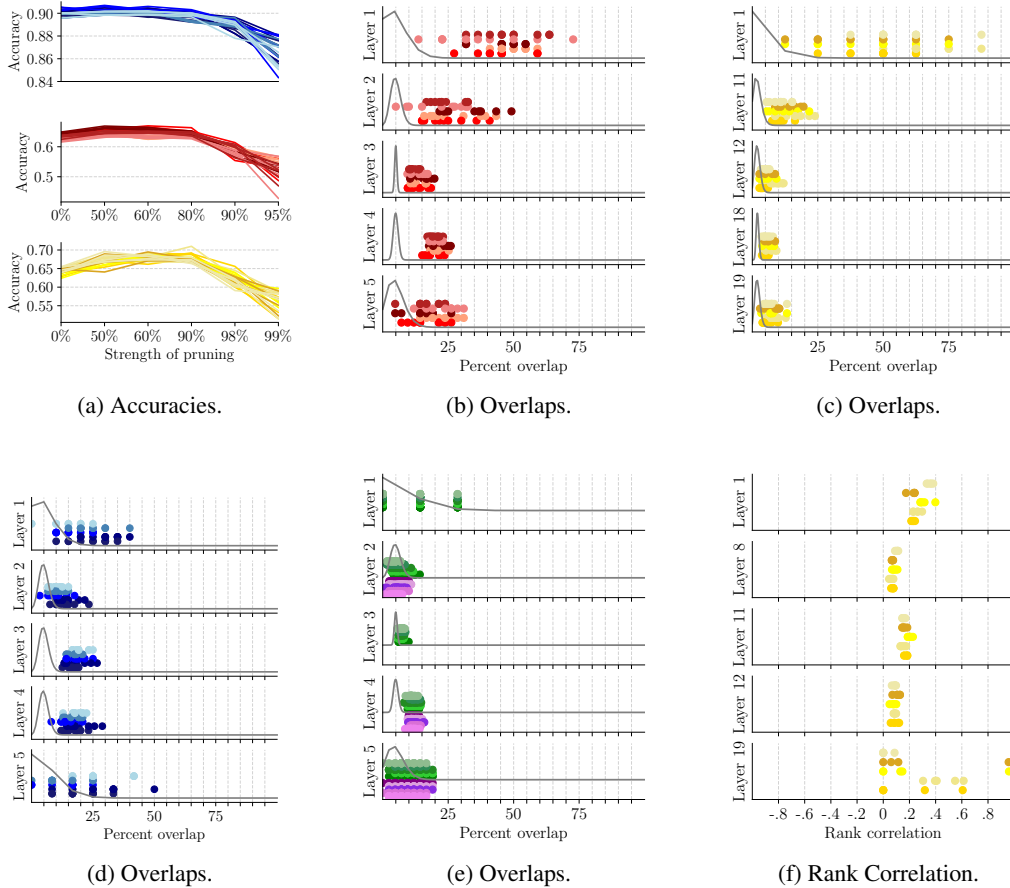 0.90
0.88
0.86
0.84
Accuracy
0.6
0.5
Accuracy
0% 50% 60% 80% 90% 95%
0.70
0.65
0.60
0.55
Accuracy
0% 50% 60% 90% 98% 99%
Strength of pruning
(a) Accuracies.
Layer 1
Layer 2
Layer 3
Layer 4
Layer 5
25 50 75
Percent overlap
(b) Overlaps.
Layer 1
Layer 11
Layer 12
Layer 18
Layer 19
25 50 75
Percent overlap
(c) Overlaps.
Layer 1
Layer 2
Layer 3
Layer 4
Layer 5
25 50 75
Percent overlap
(d) Overlaps.
Layer 1
Layer 2
Layer 3
Layer 4
Layer 5
25 50 75
Percent overlap
(e) Overlaps.
Layer 1
Layer 8
Layer 11
Layer 12
Layer 19
-.8 -.6 -.4 -.2 0 .2 .4 .6 .8
Rank correlation
(f) Rank Correlation.